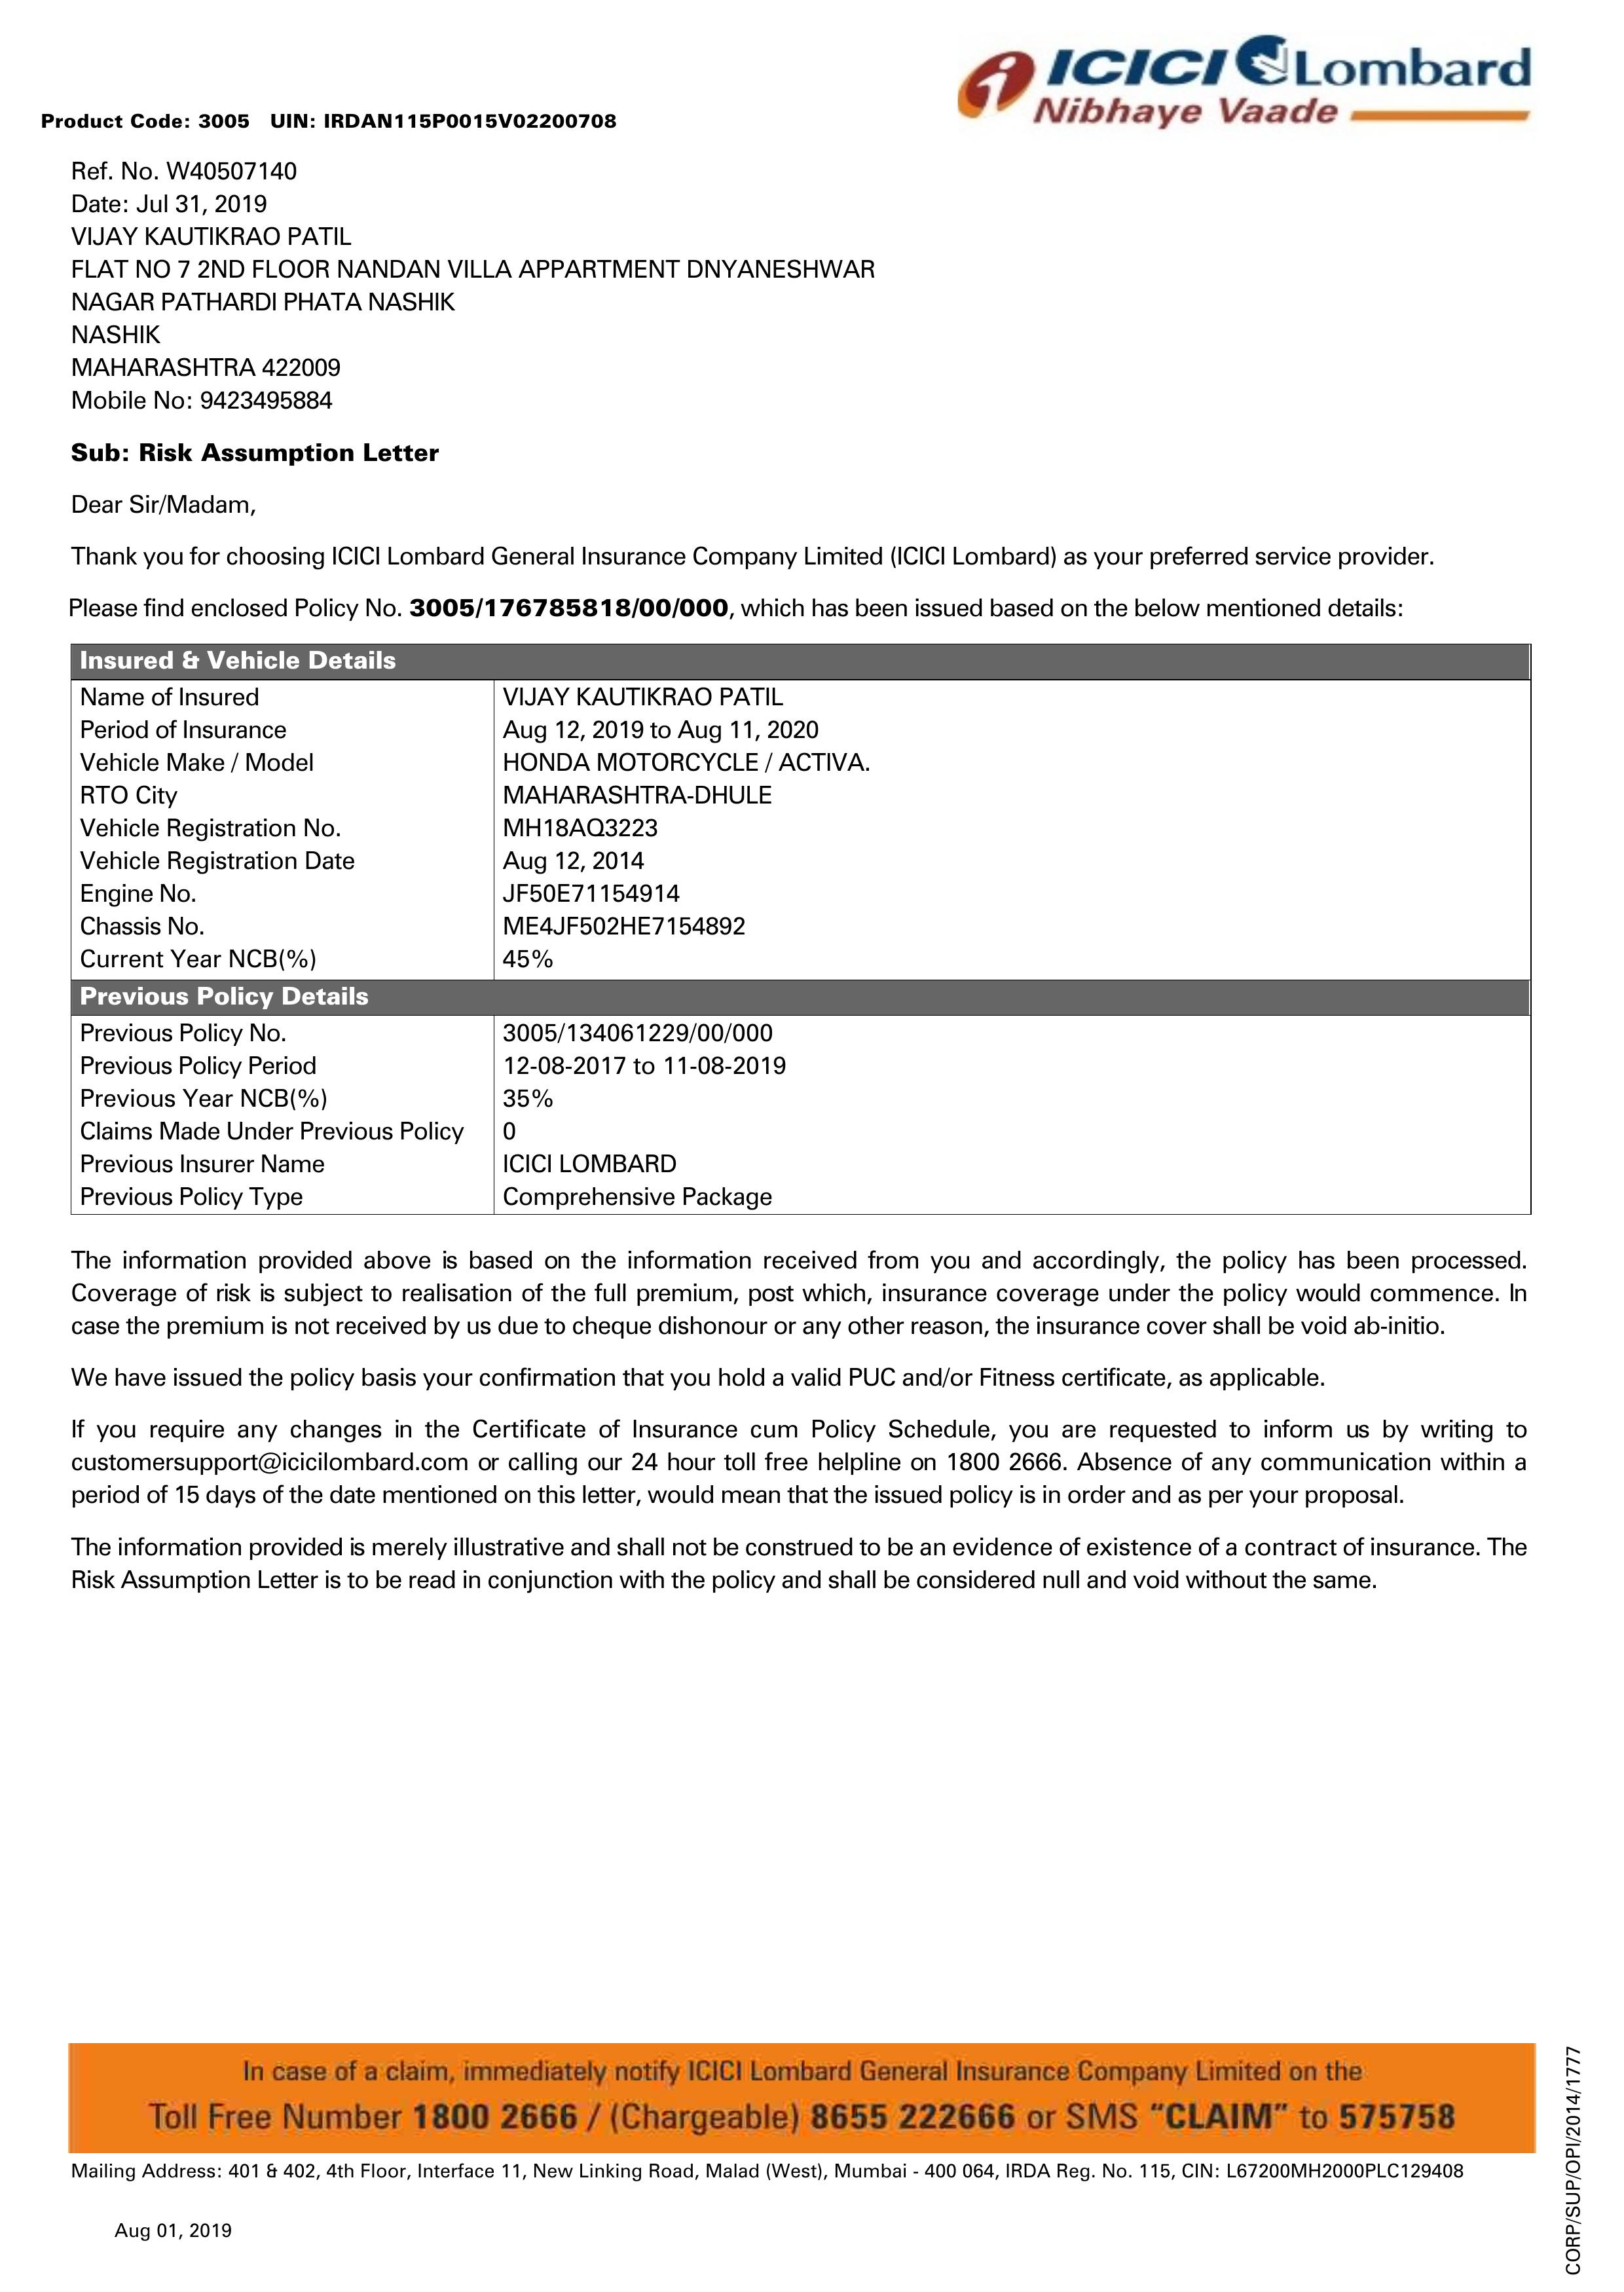 ICICI Lombard
Nibhaye Vaade
Product Code: 3005 UIN: IRDAN115P0015V02200708
Ref. No. W40507140
Date: Jul 31, 2019
VIJAY KAUTIKRAO PATIL
FLAT NO 7 2ND FLOOR NANDAN VILLA APPARTMENT DNYANESHWAR
NAGAR PATHARDI PHATA NASHIK
NASHIK
MAHARASHTRA 422009
Mobile No: 9423495884
Sub: Risk Assumption Letter
Dear Sir/Madam,
Thank you for choosing ICICI Lombard General Insurance Company Limited (ICICI Lombard) as your preferred service provider.
Please find enclosed Policy No. 3005/176785818/00/000, which has been issued based on the below mentioned details:
Insured & Vehicle Details
Name of Insured VIJAY KAUTIKRAO PATIL
Period of Insurance Aug 12, 2019 to Aug 11, 2020
Vehicle Make / Model HONDA MOTORCYCLE / ACTIVA.
RTO City MAHARASHTRA-DHULE
Vehicle Registration No. MH18AQ3223
Vehicle Registration Date Aug 12, 2014
Engine No. JF50E71154914
Chassis No. ME4JF502HE7154892
Current Year NCB(%) 45%
Previous Policy Details
Previous Policy No. 3005/134061229/00/000
Previous Policy Period 12-08-2017 to 11-08-2019
Previous Year NCB(%) 35%
Claims Made Under Previous Policy 0
Previous Insurer Name ICICI LOMBARD
Previous Policy Type Comprehensive Package
The information provided above is based on the information received from you and accordingly, the policy has been processed.
Coverage of risk is subject to realisation of the full premium, post which, insurance coverage under the policy would commence. In
case the premium is not received by us due to cheque dishonour or any other reason, the insurance cover shall be void ab-initio.
We have issued the policy basis your confirmation that you hold a valid PUC and/or Fitness certificate, as applicable.
If you require any changes in the Certificate of Insurance cum Policy Schedule, you are requested to inform us by writing to
customersupport@icicilombard.com or calling our 24 hour toll free helpline on 1800 2666. Absence of any communication within a
period of 15 days of the date mentioned on this letter, would mean that the issued policy is in order and as per your proposal.
The information provided is merely illustrative and shall not be construed to be an evidence of existence of a contract of insurance. The
Risk Assumption Letter is to be read in conjunction with the policy and shall be considered null and void without the same.
In case of a claim, immediately notify ICICI Lombard General Insurance Company Limited on the
Toll Free Number 1800 2666 / (Chargeable) 8655 222666 or SMS “CLAIM” to 575758
Mailing Address: 401 & 402, 4th Floor, Interface 11, New Linking Road, Malad (West), Mumbai - 400 064, IRDA Reg. No. 115, CIN: L67200MH2000PLC129408
Aug 01, 2019
CORP/SUP/OPI/2014/1777